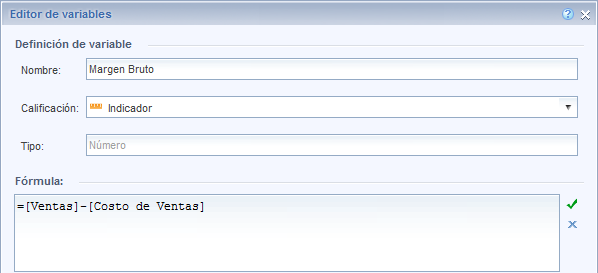 Editor de variables
Definición de variable
Nombre: Margen Bruto
Calificación: Indicador
Tipo: Número
Fórmula:
=[Ventas]-[Costo de Ventas]